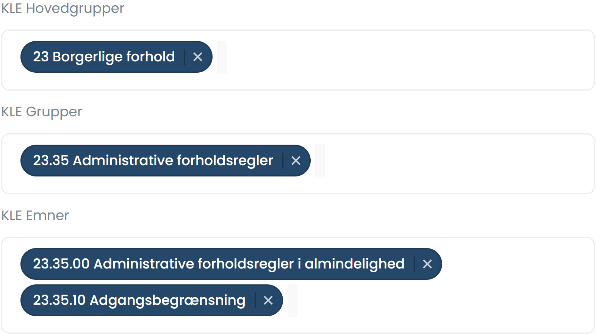 KLE Hovedgrupper
23 Borgerlige forhold ×
KLE Grupper
23.35 Administrative forholdsregler ×
KLE Emner
23.35.00 Administrative forholdsregler i almindelighed ×
23.35.10 Adgangsbegrænsning ×